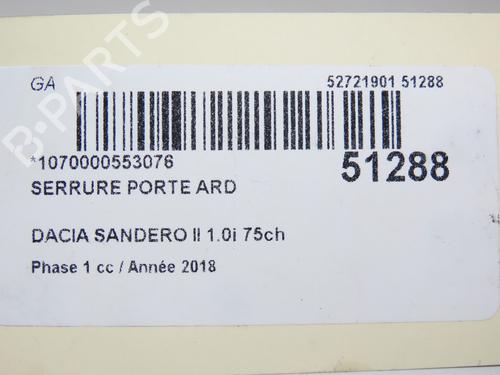 GA
52721901 51288
*1070000553076
51288
SERRURE PORTE ARD
DACIA SANDERO II 1.0i 75ch
Phase 1 cc / Année 2018
B-PARTS